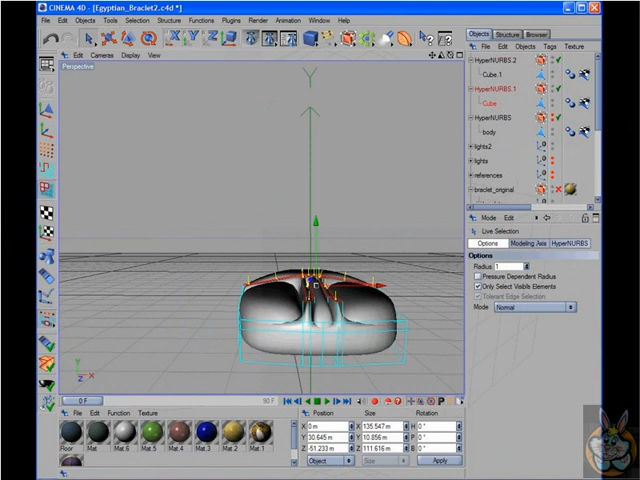 CINEMA 4D - [Egyptian_Braclet2.c4d *]
File Edit Objects Tools Selection Structure Functions Plugins Render Animation Window Help
Edit Cameras Display View
Perspective
Y
Y
Z X
0 F
0
90 F
File Edit Function Texture
Floor Mat Mat.6 Mat.5 Mat.4 Mat.3 Mat.2 Mat.1
Position Size Rotation
X 0 m X 135.547 m H 0 °
Y 30.645 m Y 10.856 m P 0 °
Z -51.233 m Z 111.616 m B 0 °
Object Size Apply
Objects Structure Browser
File Edit Objects Tags Texture
HyperNURBS.2
Cube.1
HyperNURBS.1
Cube
HyperNURBS
body
lights2
lights
references
braclet_original
Mode Edit
Live Selection
Options Modeling Axis HyperNURBS
Options
Radius 1
Pressure Dependent Radius
Only Select Visible Elements
Tolerant Edge Selection
Mode Normal